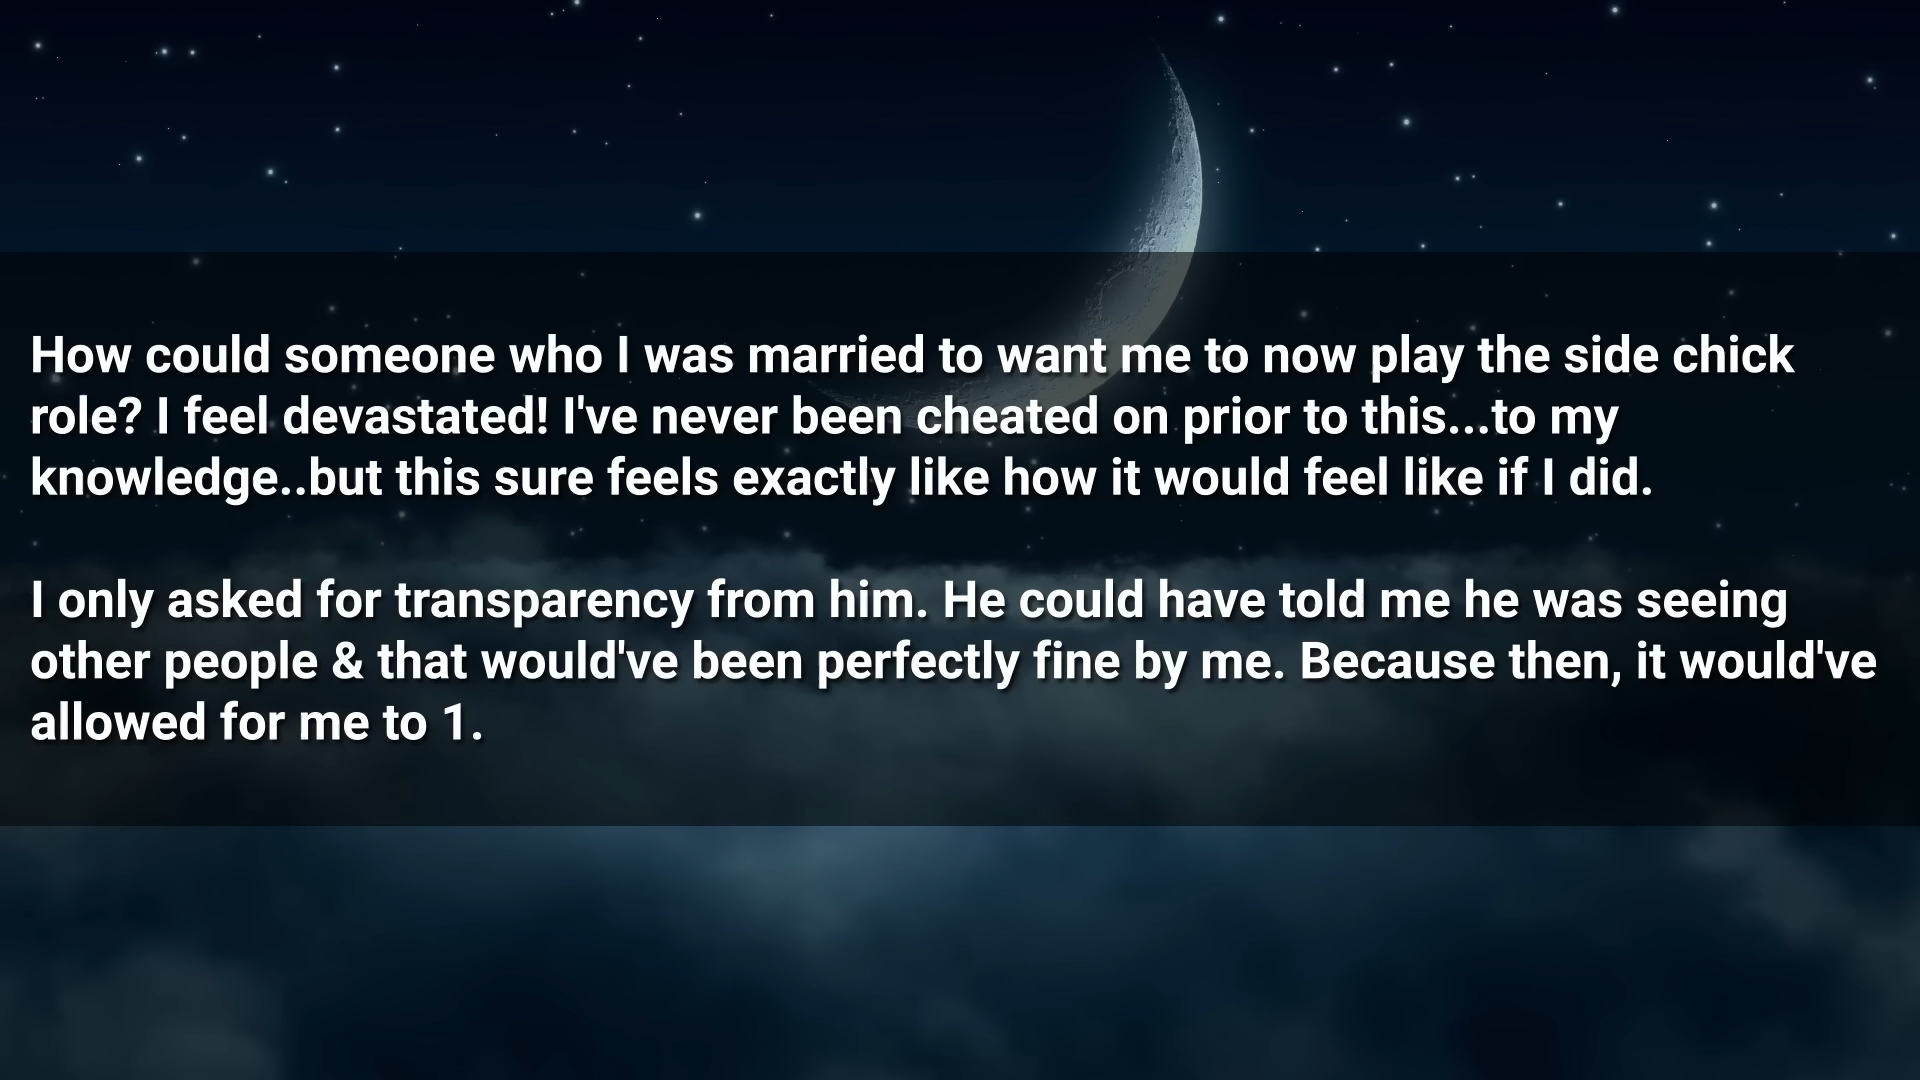 How could someone who I was married to want me to now play the side chick
role? I feel devastated! I've never been cheated on prior to this...to my
knowledge..but this sure feels exactly like how it would feel like if I did.
I only asked for transparency from him. He could have told me he was seeing
other people & that would've been perfectly fine by me. Because then, it would've
allowed for me to 1.